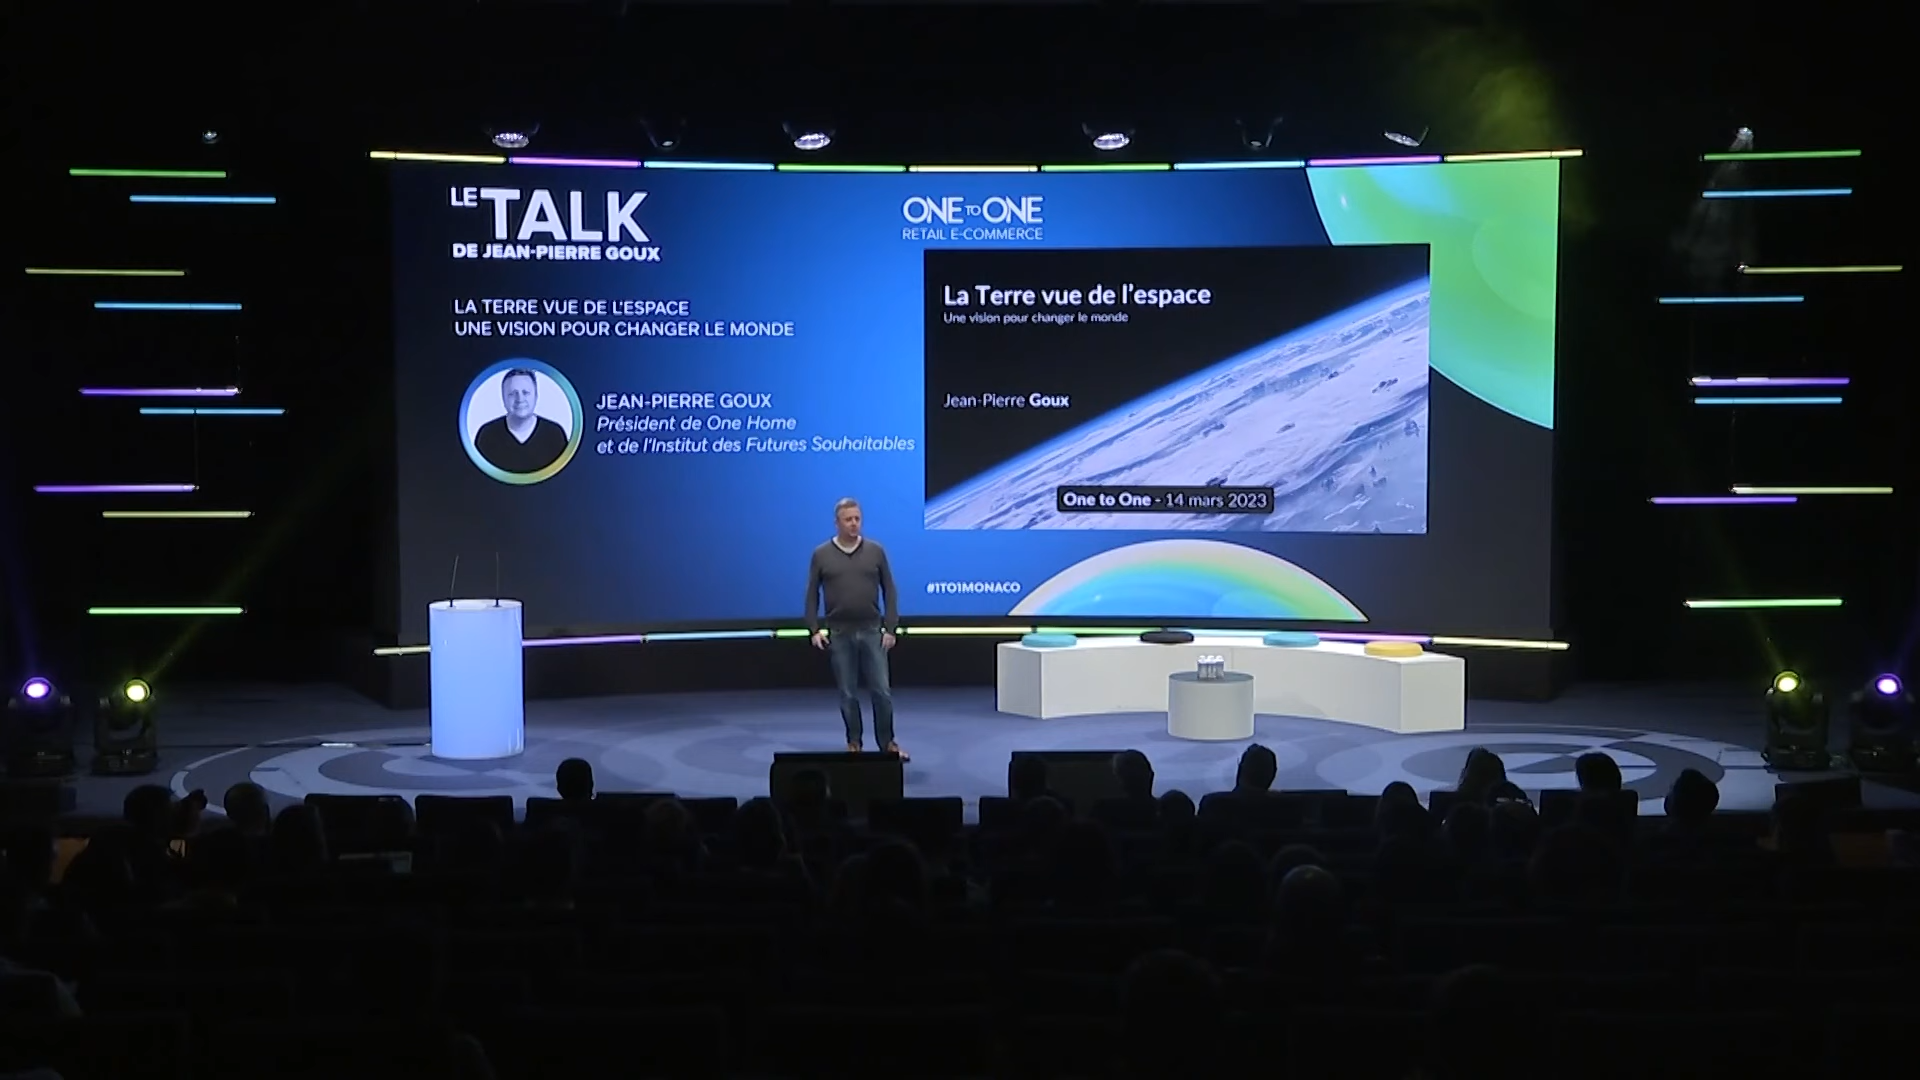 LE TALK
DE JEAN-PIERRE GOUX
LA TERRE VUE DE L'ESPACE
UNE VISION POUR CHANGER LE MONDE
JEAN-PIERRE GOUX
Président de One Home
et de l'Institut des Futures Souhaitables
ONE TO ONE
RETAIL E-COMMERCE
La Terre vue de l'espace
Une vision pour changer le monde
Jean-Pierre Goux
One to One - 14 mars 2023
#1TO1MONACO